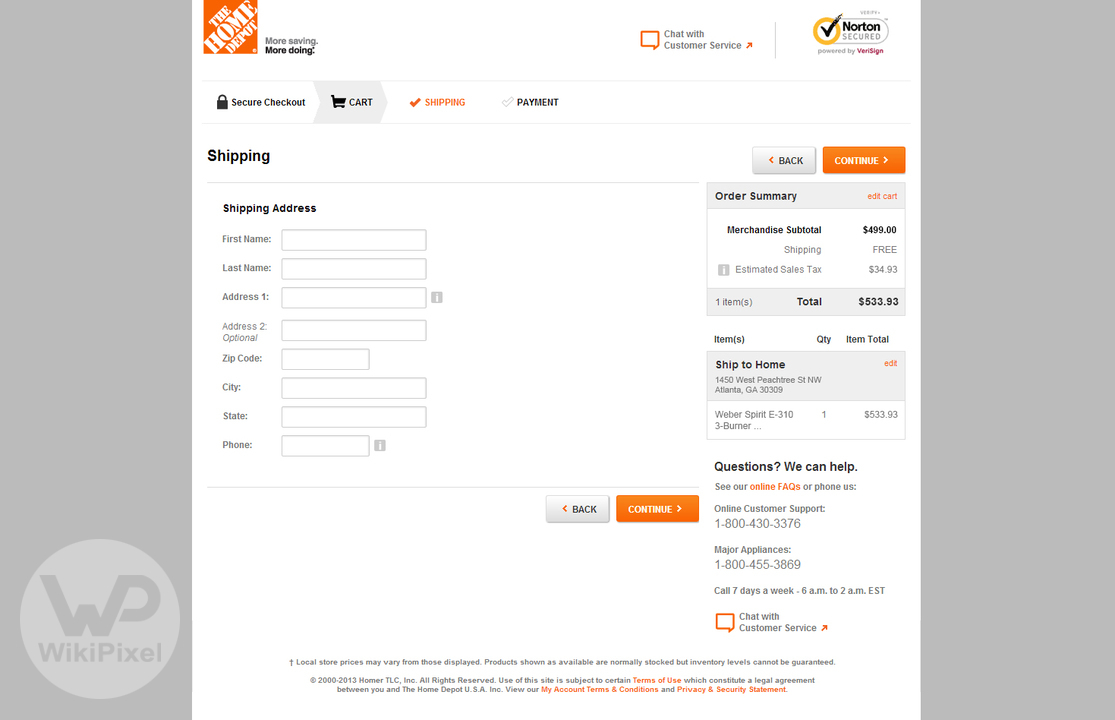 THE
HOME
DEPOT
More saving.
More doing.
Chat with
Customer Service
VERIFY▸
Norton
SECURED
powered by VeriSign
Secure Checkout
CART
SHIPPING
PAYMENT
Shipping
BACK
CONTINUE
Shipping Address
First Name:
Last Name:
Address 1:
Address 2:
Optional
Zip Code:
City:
State:
Phone:
BACK
CONTINUE
Order Summary edit cart
Merchandise Subtotal $499.00
Shipping FREE
Estimated Sales Tax $34.93
1 item(s) Total $533.93
Item(s) Qty Item Total
Ship to Home edit
1450 West Peachtree St NW
Atlanta, GA 30309
Weber Spirit E-310 1 $533.93
3-Burner ...
Questions? We can help.
See our online FAQs or phone us:
Online Customer Support:
1-800-430-3376
Major Appliances:
1-800-455-3869
Call 7 days a week - 6 a.m. to 2 a.m. EST
Chat with
Customer Service
WP
WikiPixel
† Local store prices may vary from those displayed. Products shown as available are normally stocked but inventory levels cannot be guaranteed.
© 2000-2013 Homer TLC, Inc. All Rights Reserved. Use of this site is subject to certain Terms of Use which constitute a legal agreement
between you and The Home Depot U.S.A. Inc. View our My Account Terms & Conditions and Privacy & Security Statement.